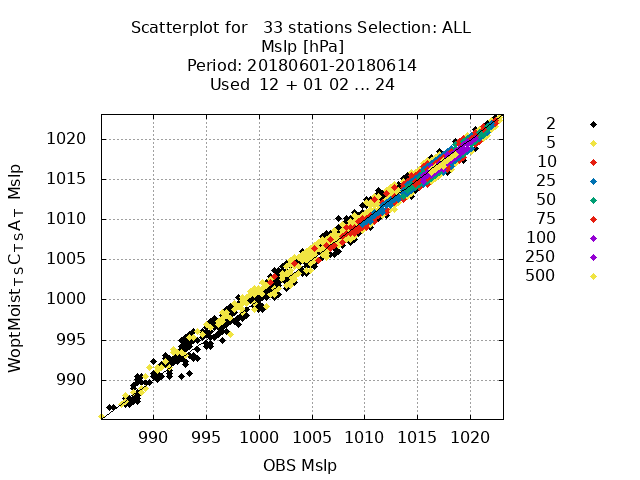 Scatterplot for   33 stations Selection: ALL
Mslp [hPa]
Period: 20180601-20180614
Used  12 + 01 02 ... 24
WoptMoist_T S C_T S A_T  Mslp
1020
1015
1010
1005
1000
995
990
990 995 1000 1005 1010 1015 1020
OBS Mslp
2
5
10
25
50
75
100
250
500